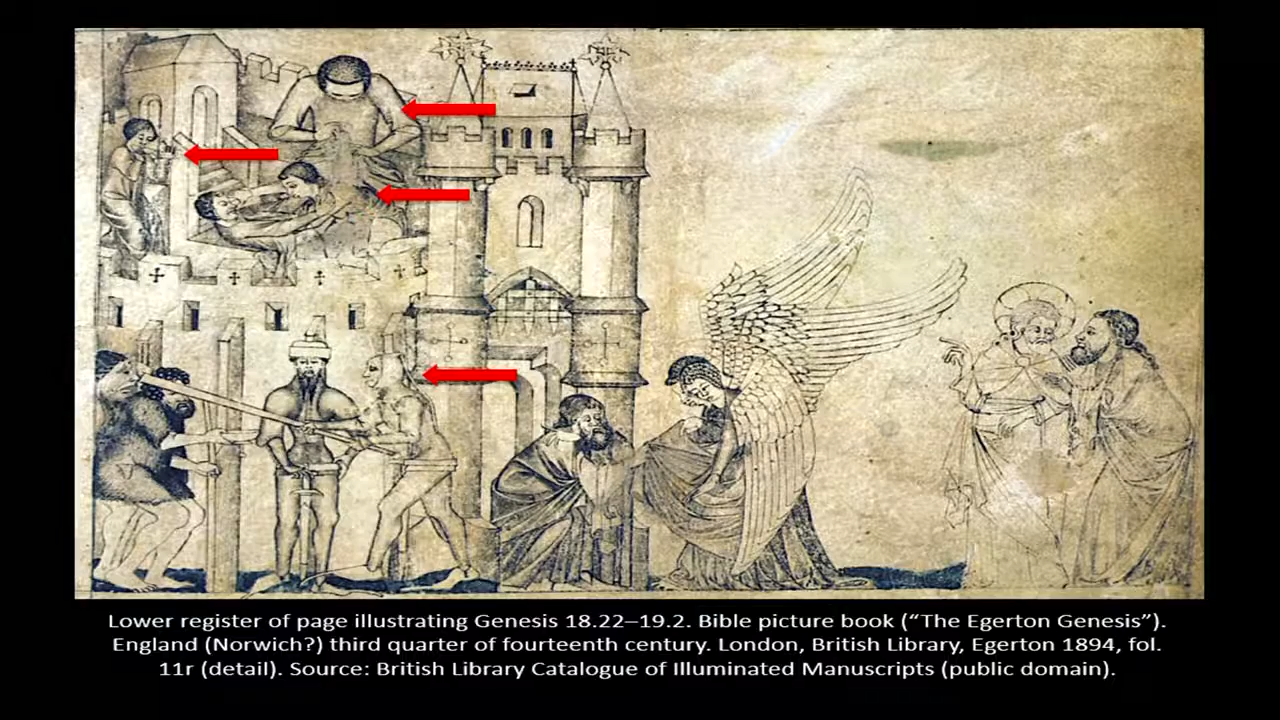 Lower register of page illustrating Genesis 18.22–19.2. Bible picture book (“The Egerton Genesis”).
England (Norwich?) third quarter of fourteenth century. London, British Library, Egerton 1894, fol.
11r (detail). Source: British Library Catalogue of Illuminated Manuscripts (public domain).